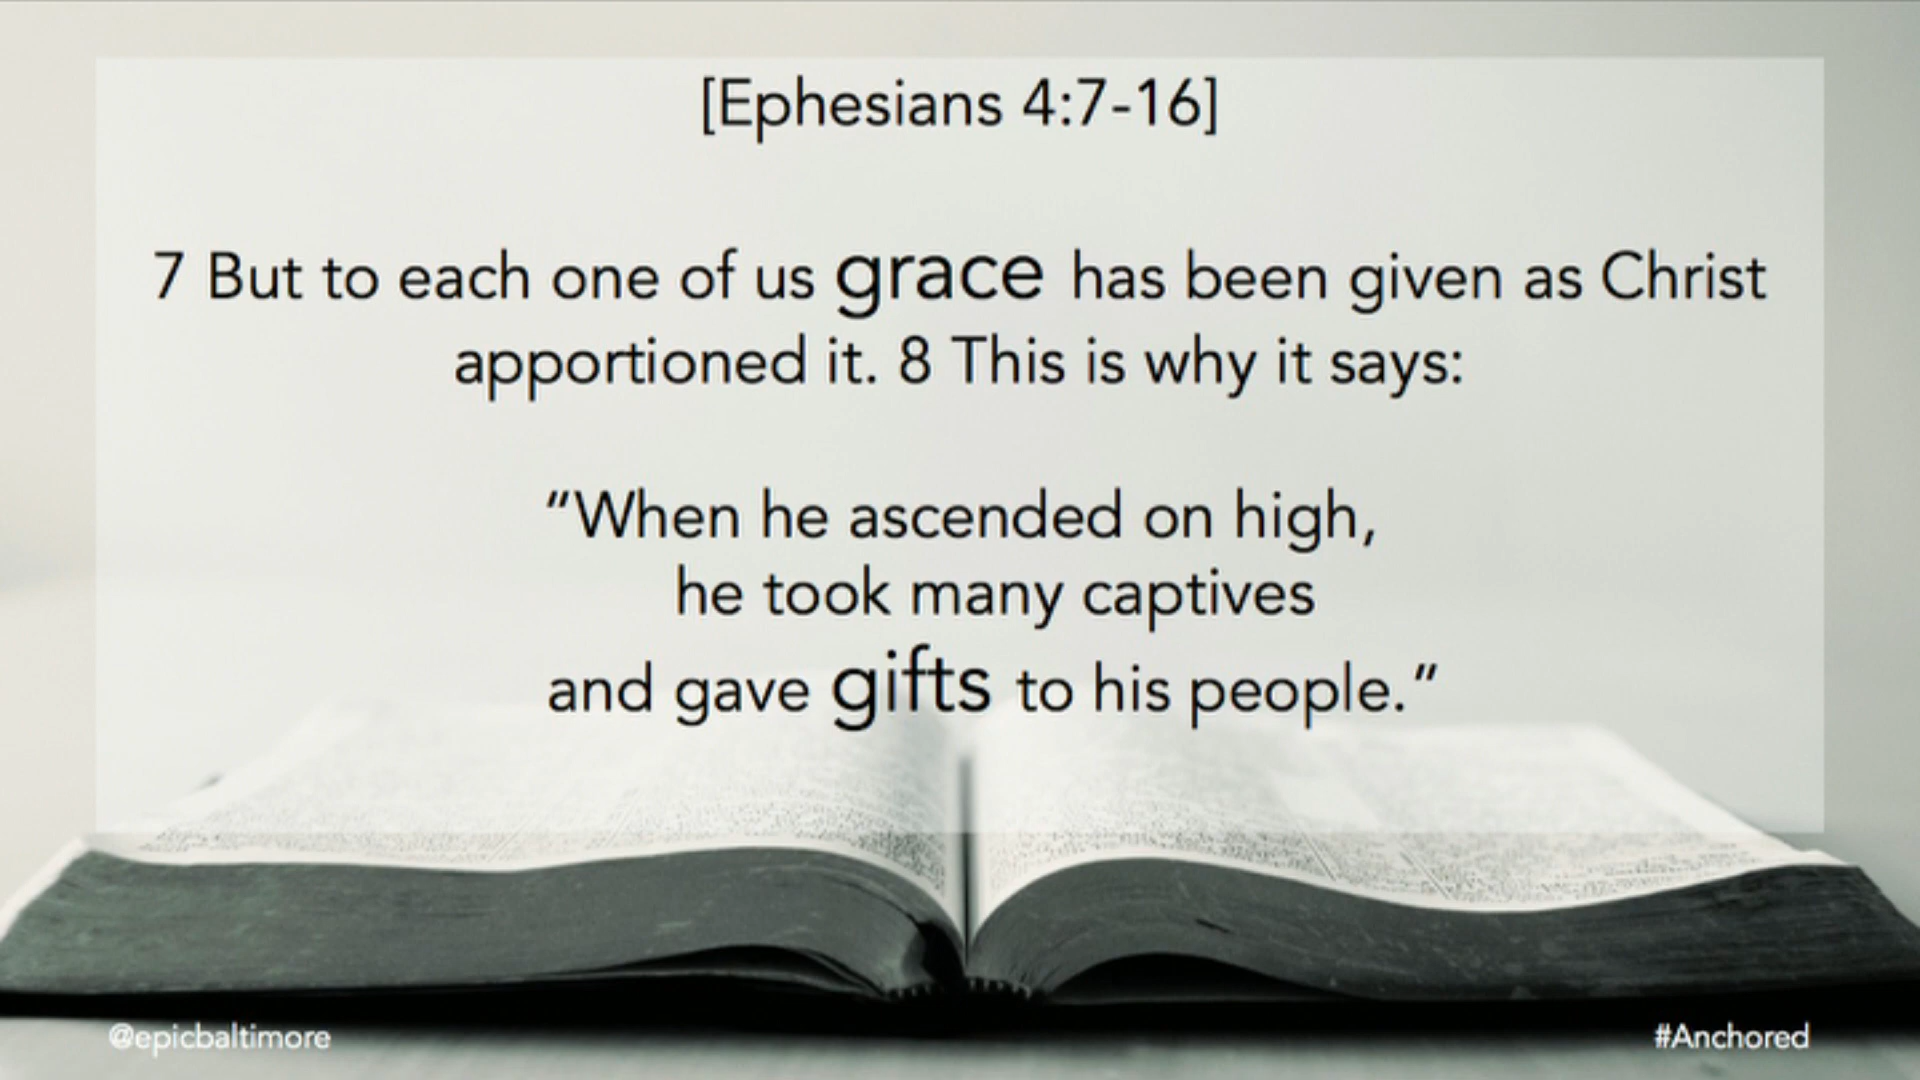 [Ephesians 4:7-16]
7 But to each one of us grace has been given as Christ
apportioned it. 8 This is why it says:
“When he ascended on high,
he took many captives
and gave gifts to his people.”
@epicbaltimore
#Anchored